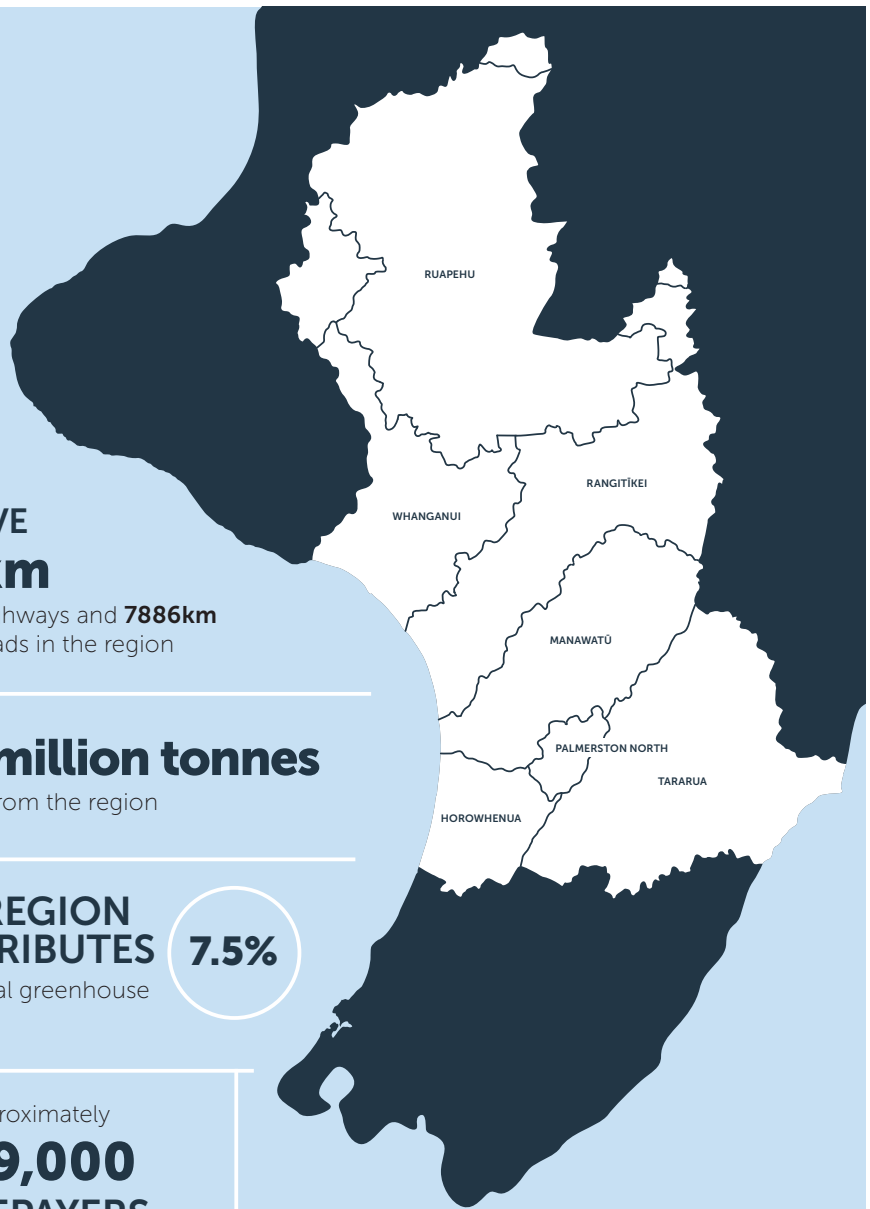 RUAPEHU
RANGITĪKEI
WHANGANUI
MANAWATŪ
PALMERSTON NORTH
TARARUA
HOROWHENUA
VE
km
hways and 7886km
ads in the region
million tonnes
rom the region
REGION
RIBUTES
7.5%
al greenhouse
roximately
9,000
TEPAYERS